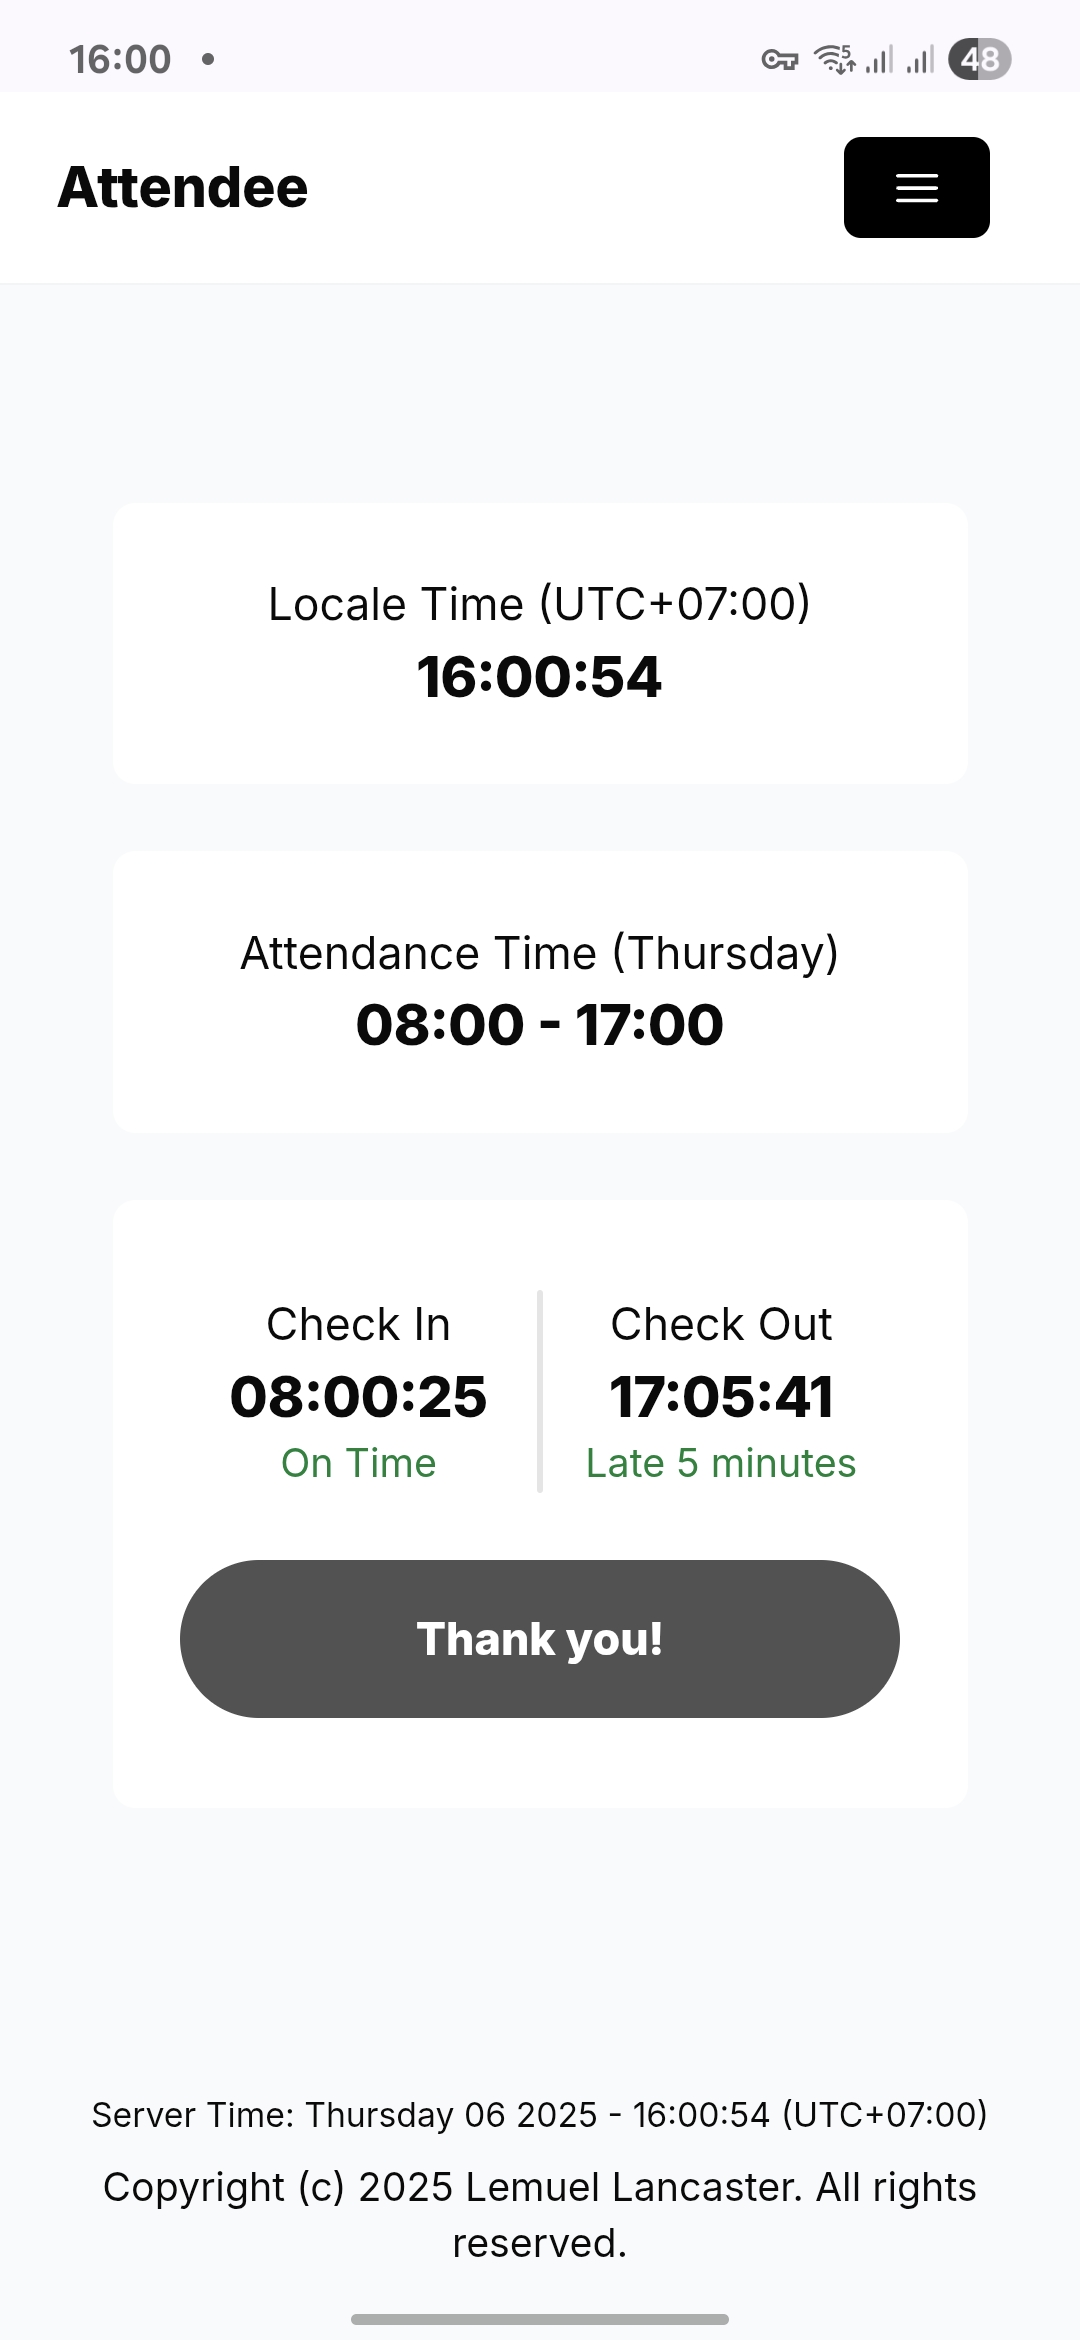 16:00
5
48
Attendee
Locale Time (UTC+07:00)
16:00:54
Attendance Time (Thursday)
08:00 - 17:00
Check In
Check Out
08:00:25
17:05:41
On Time
Late 5 minutes
Thank you!
Server Time: Thursday 06 2025 - 16:00:54 (UTC+07:00)
Copyright (c) 2025 Lemuel Lancaster. All rights
reserved.